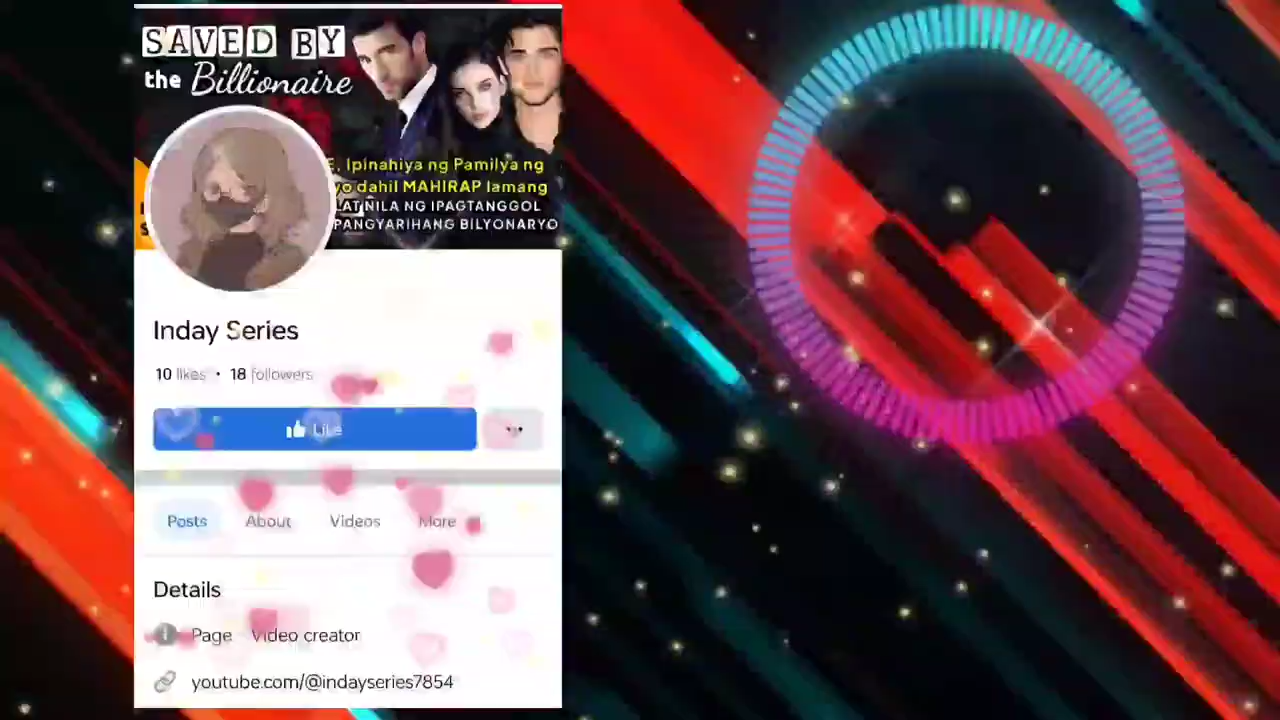 SAVED BY
the Billionaire
E, Ipinahiya ng Pamilya ng
yo dahil MAHIRAP lamang
NILA NG IPAGTANGGOL
PANGYARIHANG BILYONARYO
Inday Series
10 likes • 18 followers
Like
Posts About Videos More
Details
Page Video creator
youtube.com/@indayseries7854